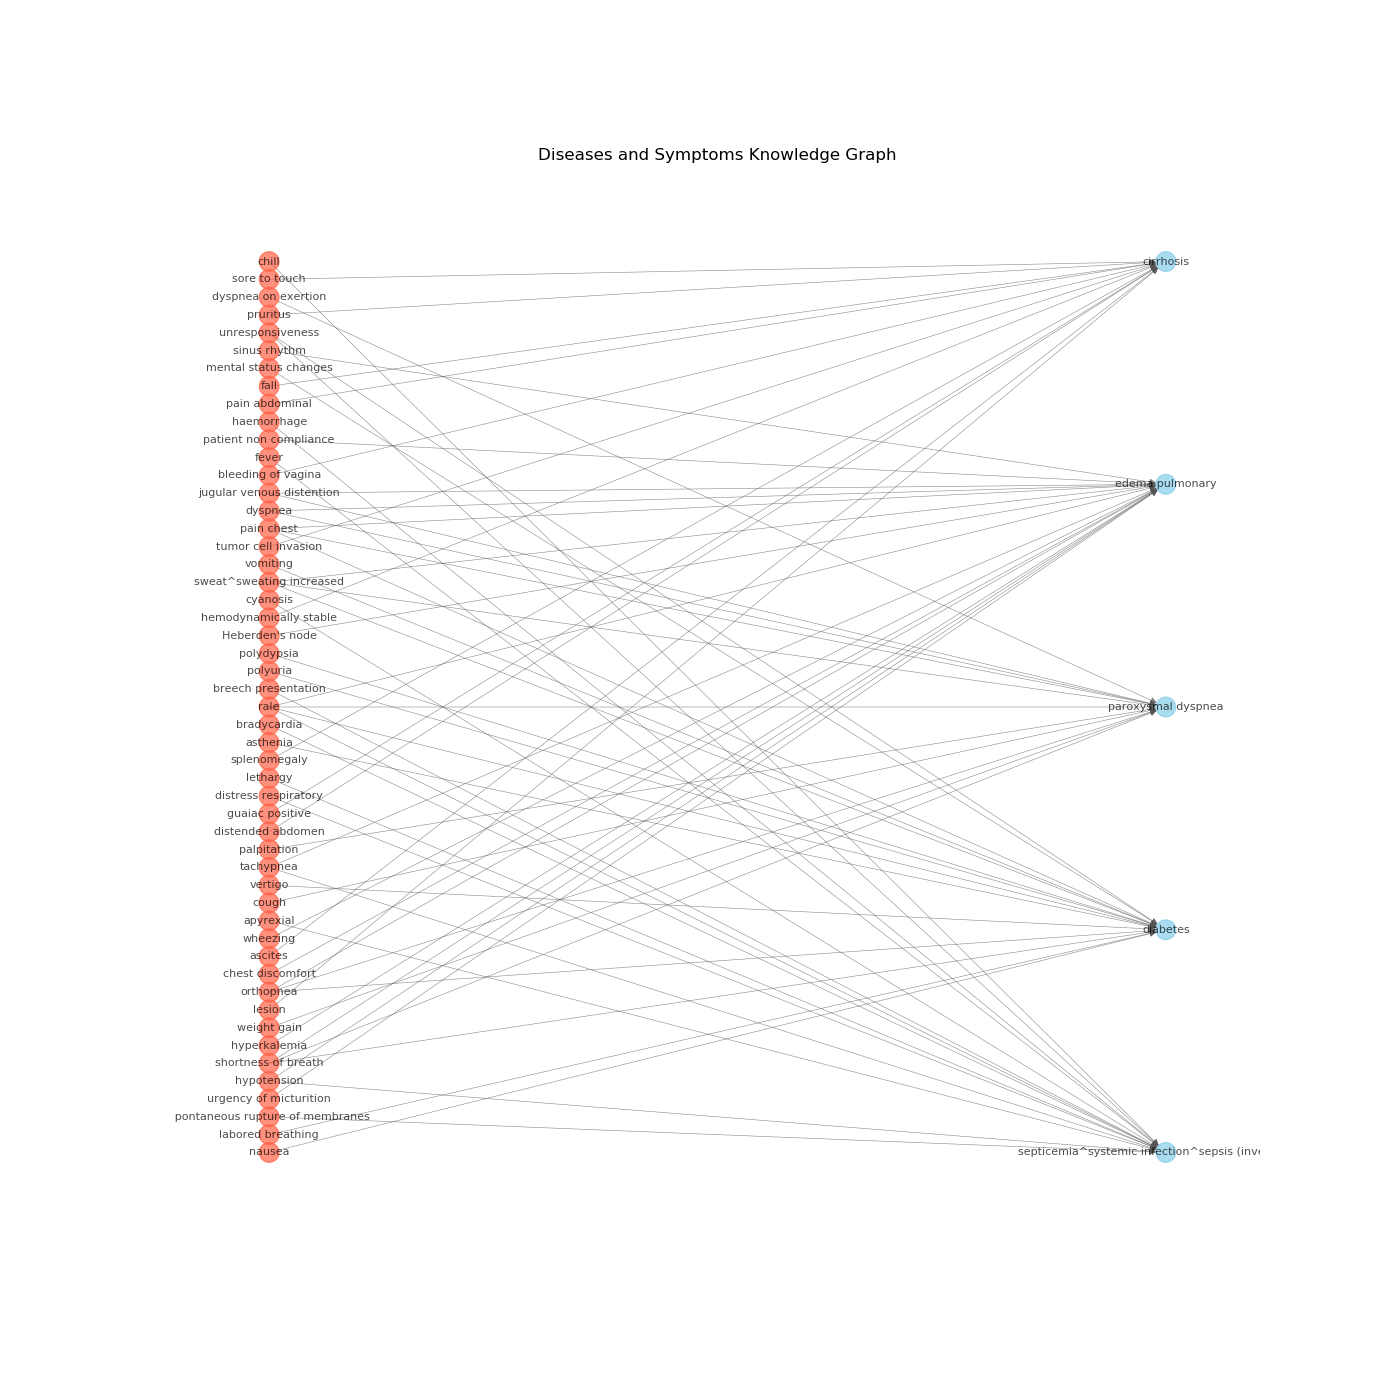 Diseases and Symptoms Knowledge Graph
chill
sore to touch
dyspnea on exertion
pruritus
unresponsiveness
sinus rhythm
mental status changes
fall
pain abdominal
haemorrhage
patient non compliance
fever
bleeding of vagina
jugular venous distention
dyspnea
pain chest
tumor cell invasion
vomiting
sweat^sweating increased
cyanosis
hemodynamically stable
Heberden's node
polydypsia
polyuria
breech presentation
rale
bradycardia
asthenia
splenomegaly
lethargy
distress respiratory
guaiac positive
distended abdomen
palpitation
tachypnea
vertigo
cough
apyrexial
wheezing
ascites
chest discomfort
orthopnea
lesion
weight gain
hyperkalemia
shortness of breath
hypotension
urgency of micturition
pontaneous rupture of membranes
labored breathing
nausea
cirrhosis
edema pulmonary
paroxysmal dyspnea
diabetes
septicemia^systemic infection^sepsis (inv